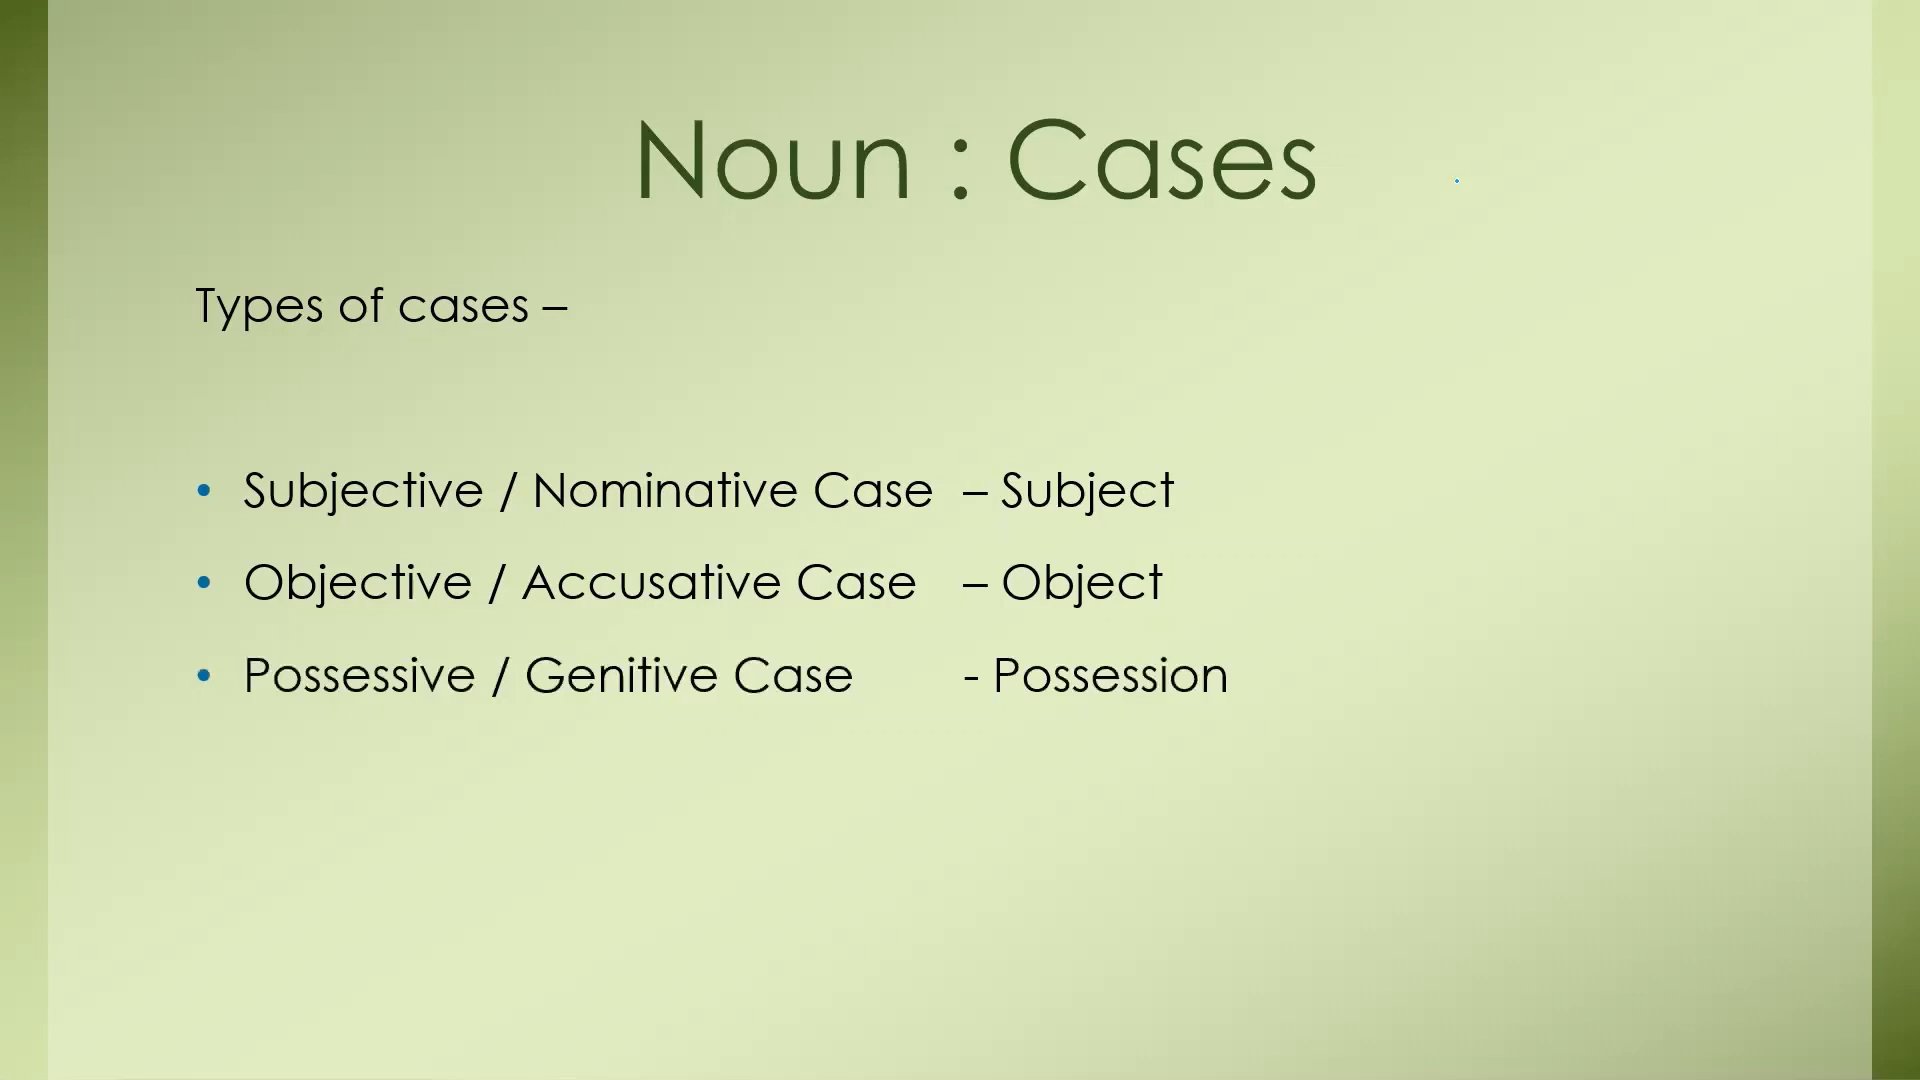 Noun : Cases
Types of cases –
• Subjective / Nominative Case – Subject
• Objective / Accusative Case – Object
• Possessive / Genitive Case - Possession